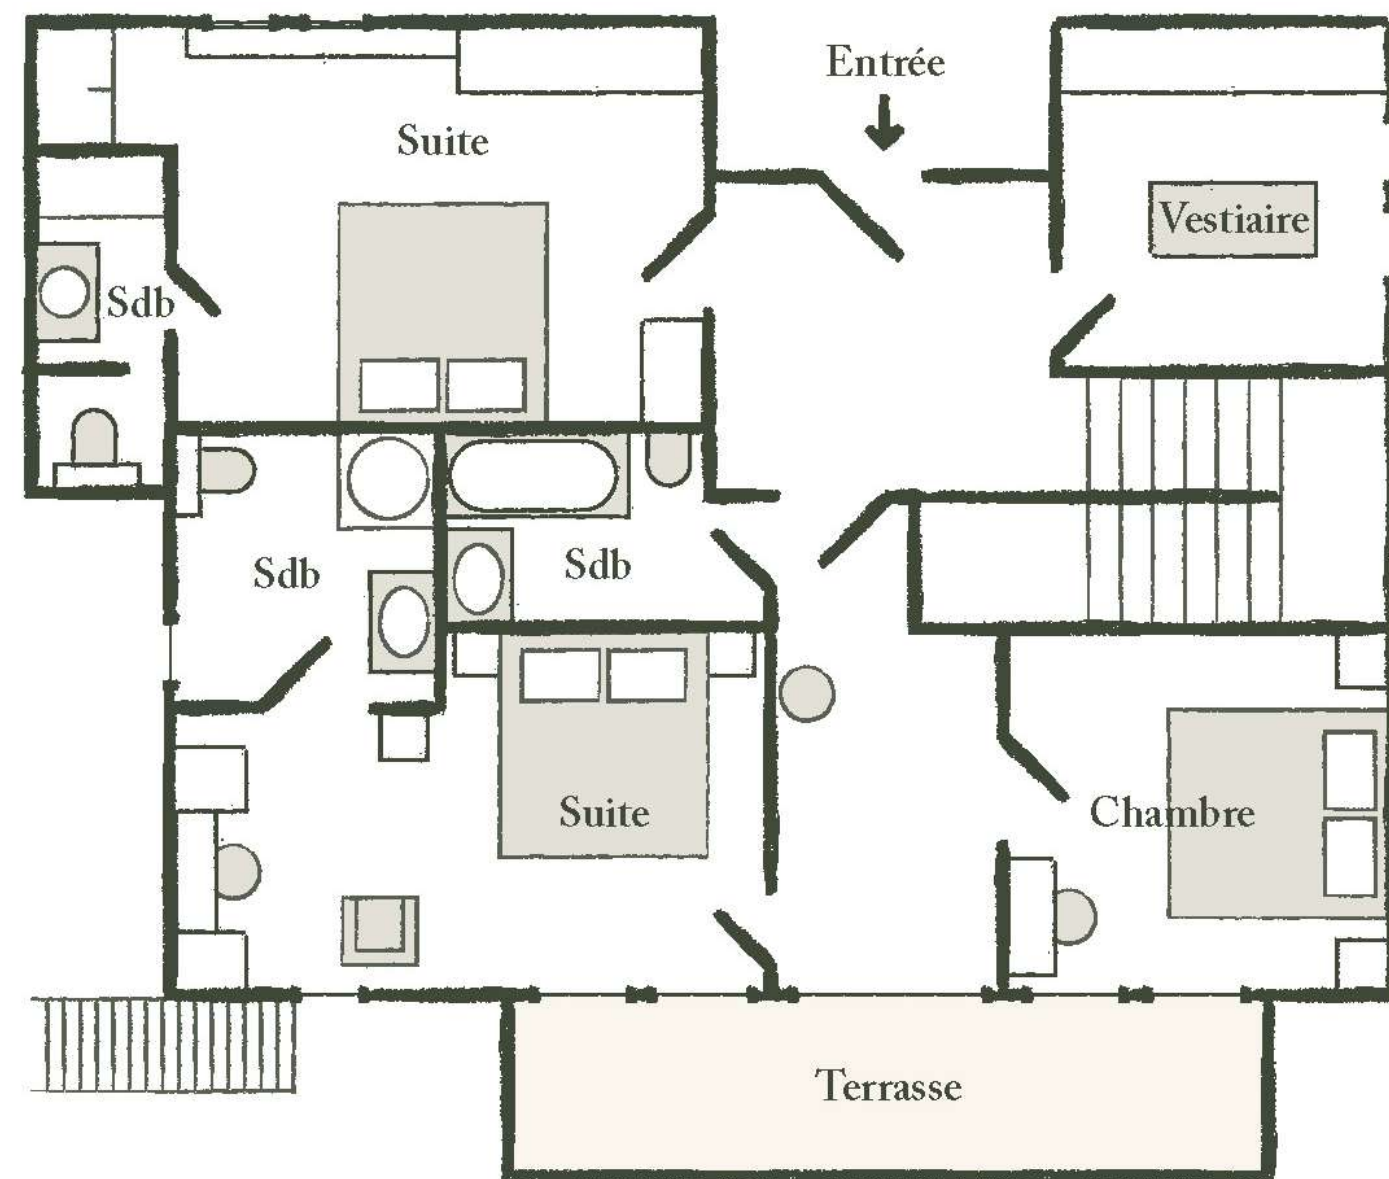 Entrée
Suite
Vestiaire
Sdb
Sdb
Sdb
Suite
Chambre
Terrasse